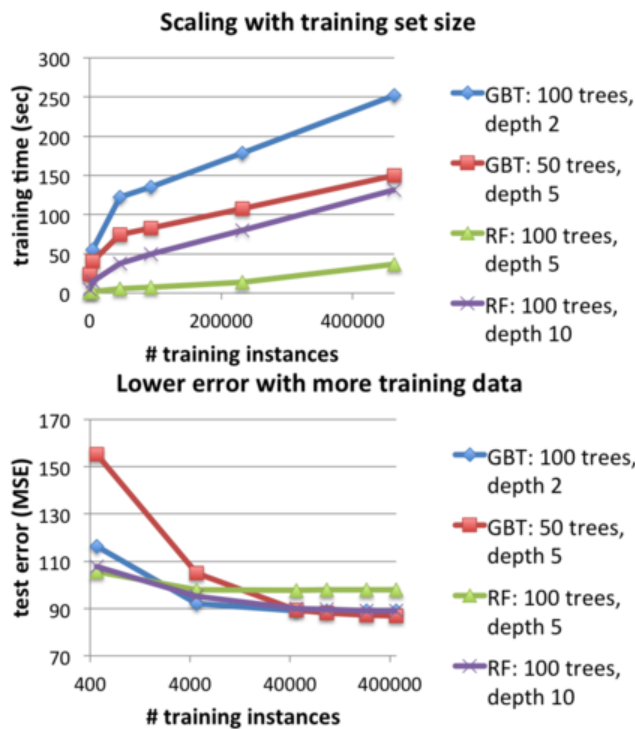 Scaling with training set size
training time (sec)
300
250
200
150
100
50
0
0
200000
400000
# training instances
GBT: 100 trees,
depth 2
GBT: 50 trees,
depth 5
RF: 100 trees,
depth 5
RF: 100 trees,
depth 10
Lower error with more training data
test error (MSE)
170
150
130
110
90
70
400
4000
40000
400000
# training instances
GBT: 100 trees,
depth 2
GBT: 50 trees,
depth 5
RF: 100 trees,
depth 5
RF: 100 trees,
depth 10